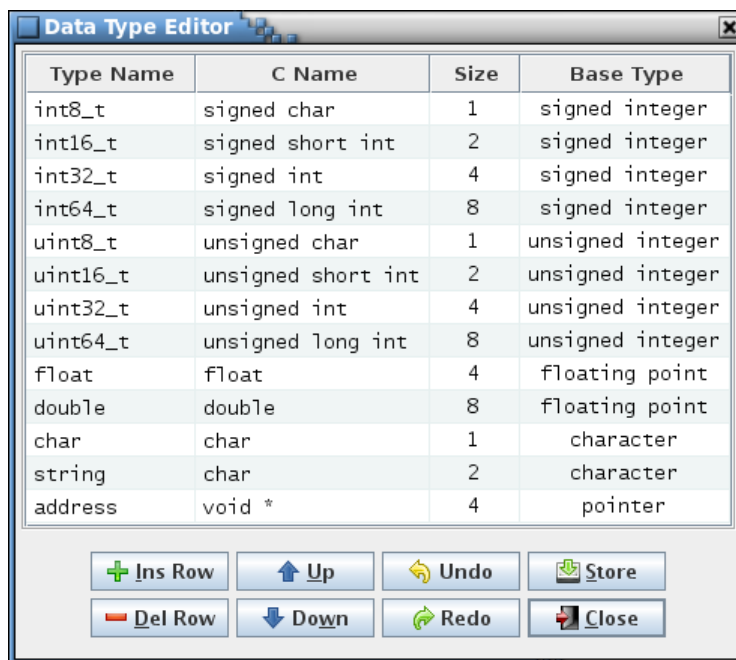 Data Type Editor
Type Name C Name Size Base Type
int8_t signed char 1 signed integer
int16_t signed short int 2 signed integer
int32_t signed int 4 signed integer
int64_t signed long int 8 signed integer
uint8_t unsigned char 1 unsigned integer
uint16_t unsigned short int 2 unsigned integer
uint32_t unsigned int 4 unsigned integer
uint64_t unsigned long int 8 unsigned integer
float float 4 floating point
double double 8 floating point
char char 1 character
string char 2 character
address void * 4 pointer
Ins Row Up Undo Store
Del Row Down Redo Close